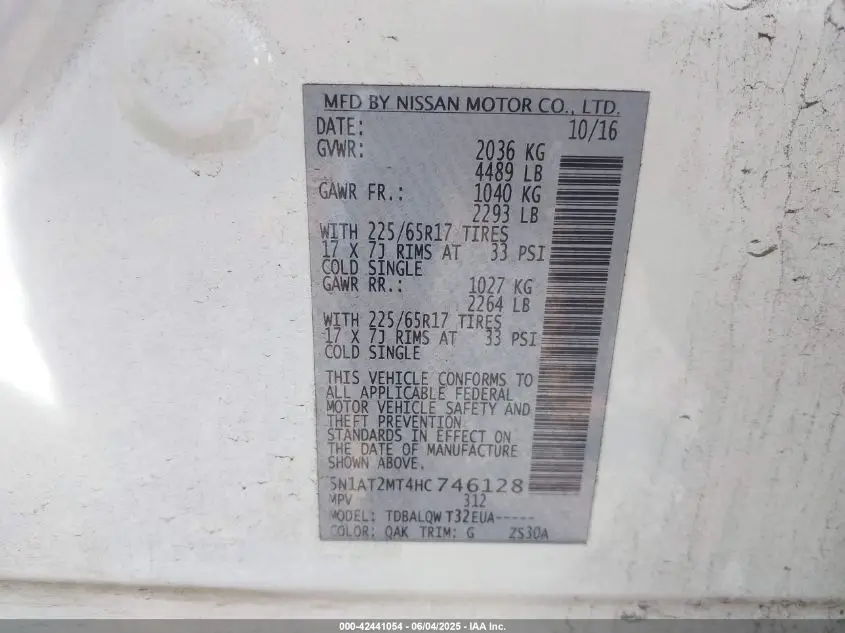 MFD BY NISSAN MOTOR CO., LTD.
DATE: 10/16
GVWR: 2036 KG
4489 LB
GAWR FR.: 1040 KG
2293 LB
WITH 225/65R17 TIRES
17 X 7J RIMS AT 33 PSI
COLD SINGLE
GAWR RR.: 1027 KG
2264 LB
WITH 225/65R17 TIRES
17 X 7J RIMS AT 33 PSI
COLD SINGLE
THIS VEHICLE CONFORMS TO
ALL APPLICABLE FEDERAL
MOTOR VEHICLE SAFETY AND
THEFT PREVENTION
STANDARDS IN EFFECT ON
THE DATE OF MANUFACTURE
SHOWN ABOVE.
5N1AT2MT4HC746128
MPV 312
MODEL: TDBALQW T32EUA-----
COLOR: QAK TRIM: G ZS30A
000-42441054 - 06/04/2025 - IAA Inc.